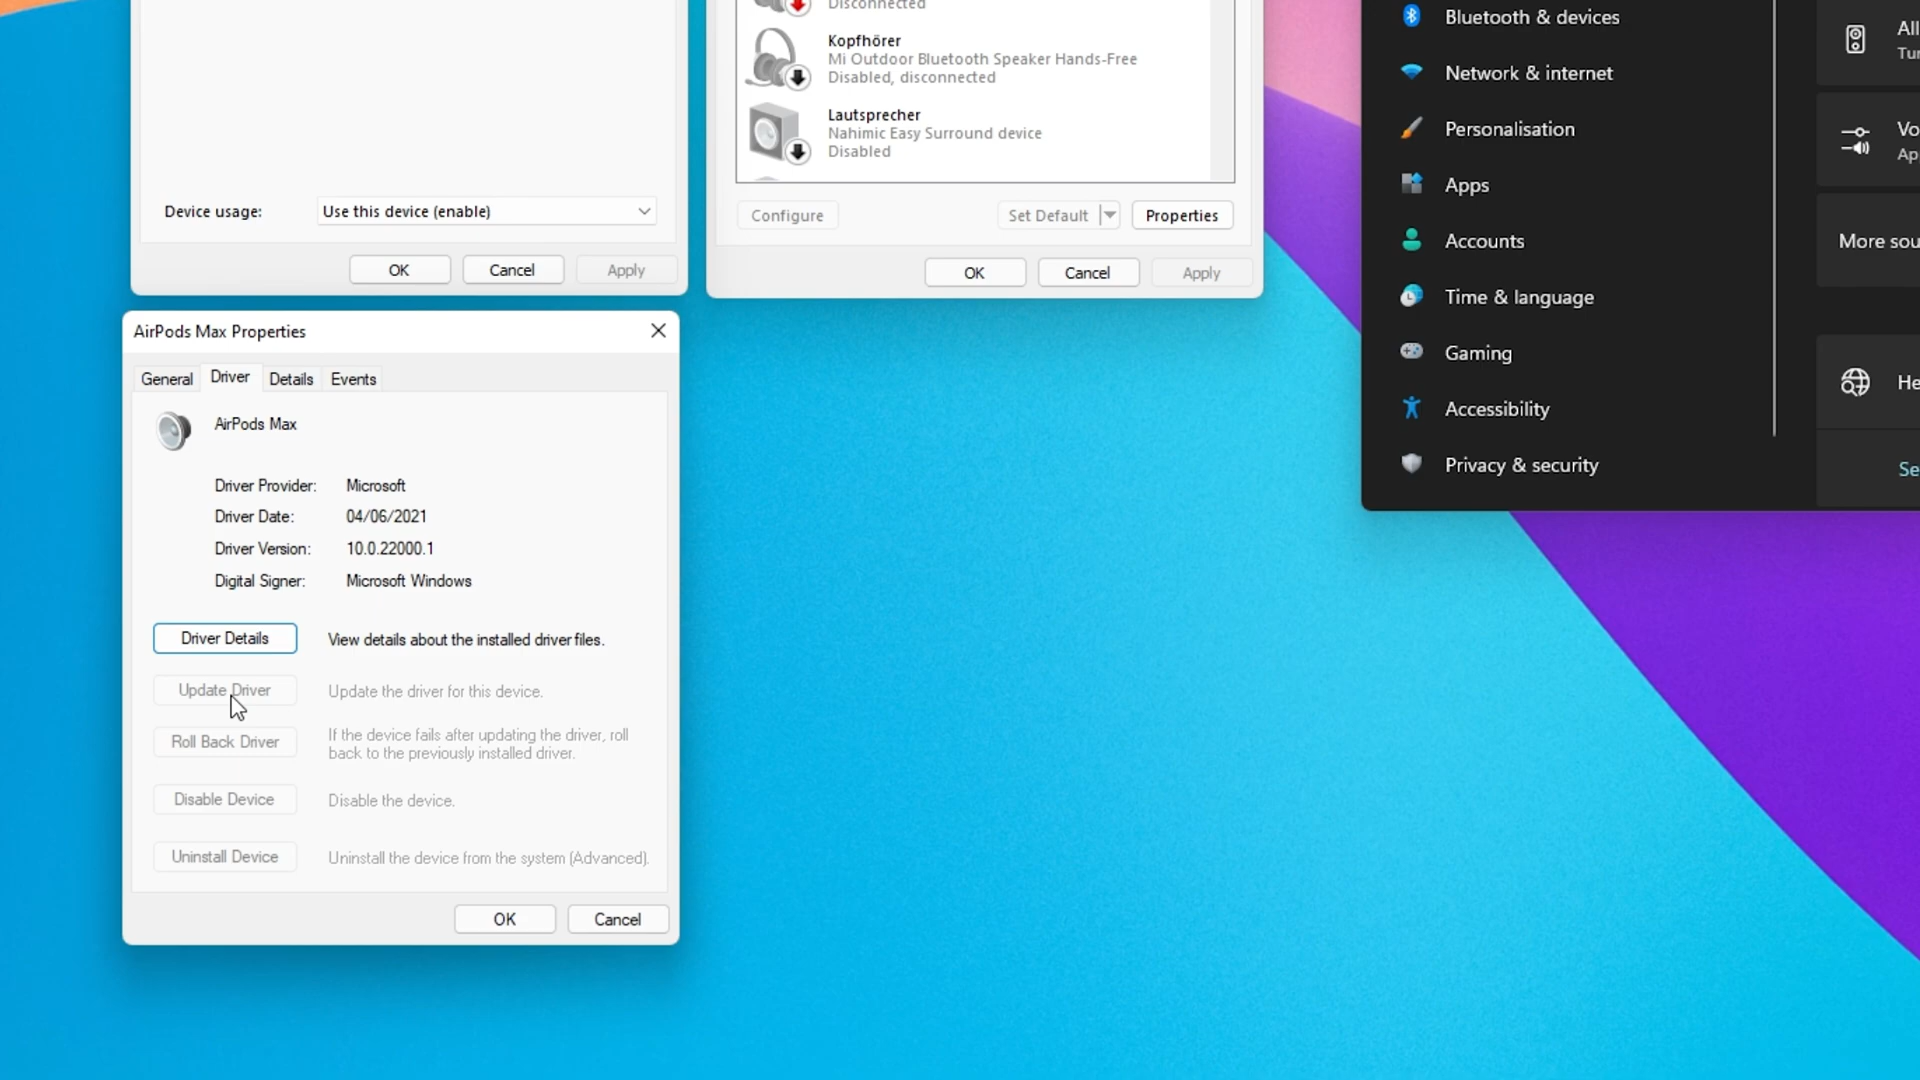 Device usage:
Use this device (enable)
OK
Cancel
Apply
Disconnected
Kopfhörer
Mi Outdoor Bluetooth Speaker Hands-Free
Disabled, disconnected
Lautsprecher
Nahimic Easy Surround device
Disabled
Configure
Set Default
Properties
OK
Cancel
Apply
AirPods Max Properties
General
Driver
Details
Events
AirPods Max
Driver Provider: Microsoft
Driver Date: 04/06/2021
Driver Version: 10.0.22000.1
Digital Signer: Microsoft Windows
Driver Details
View details about the installed driver files.
Update Driver
Update the driver for this device.
Roll Back Driver
If the device fails after updating the driver, roll
back to the previously installed driver.
Disable Device
Disable the device.
Uninstall Device
Uninstall the device from the system (Advanced).
OK
Cancel
Bluetooth & devices
Network & internet
Personalisation
Apps
Accounts
Time & language
Gaming
Accessibility
Privacy & security
All
More sou